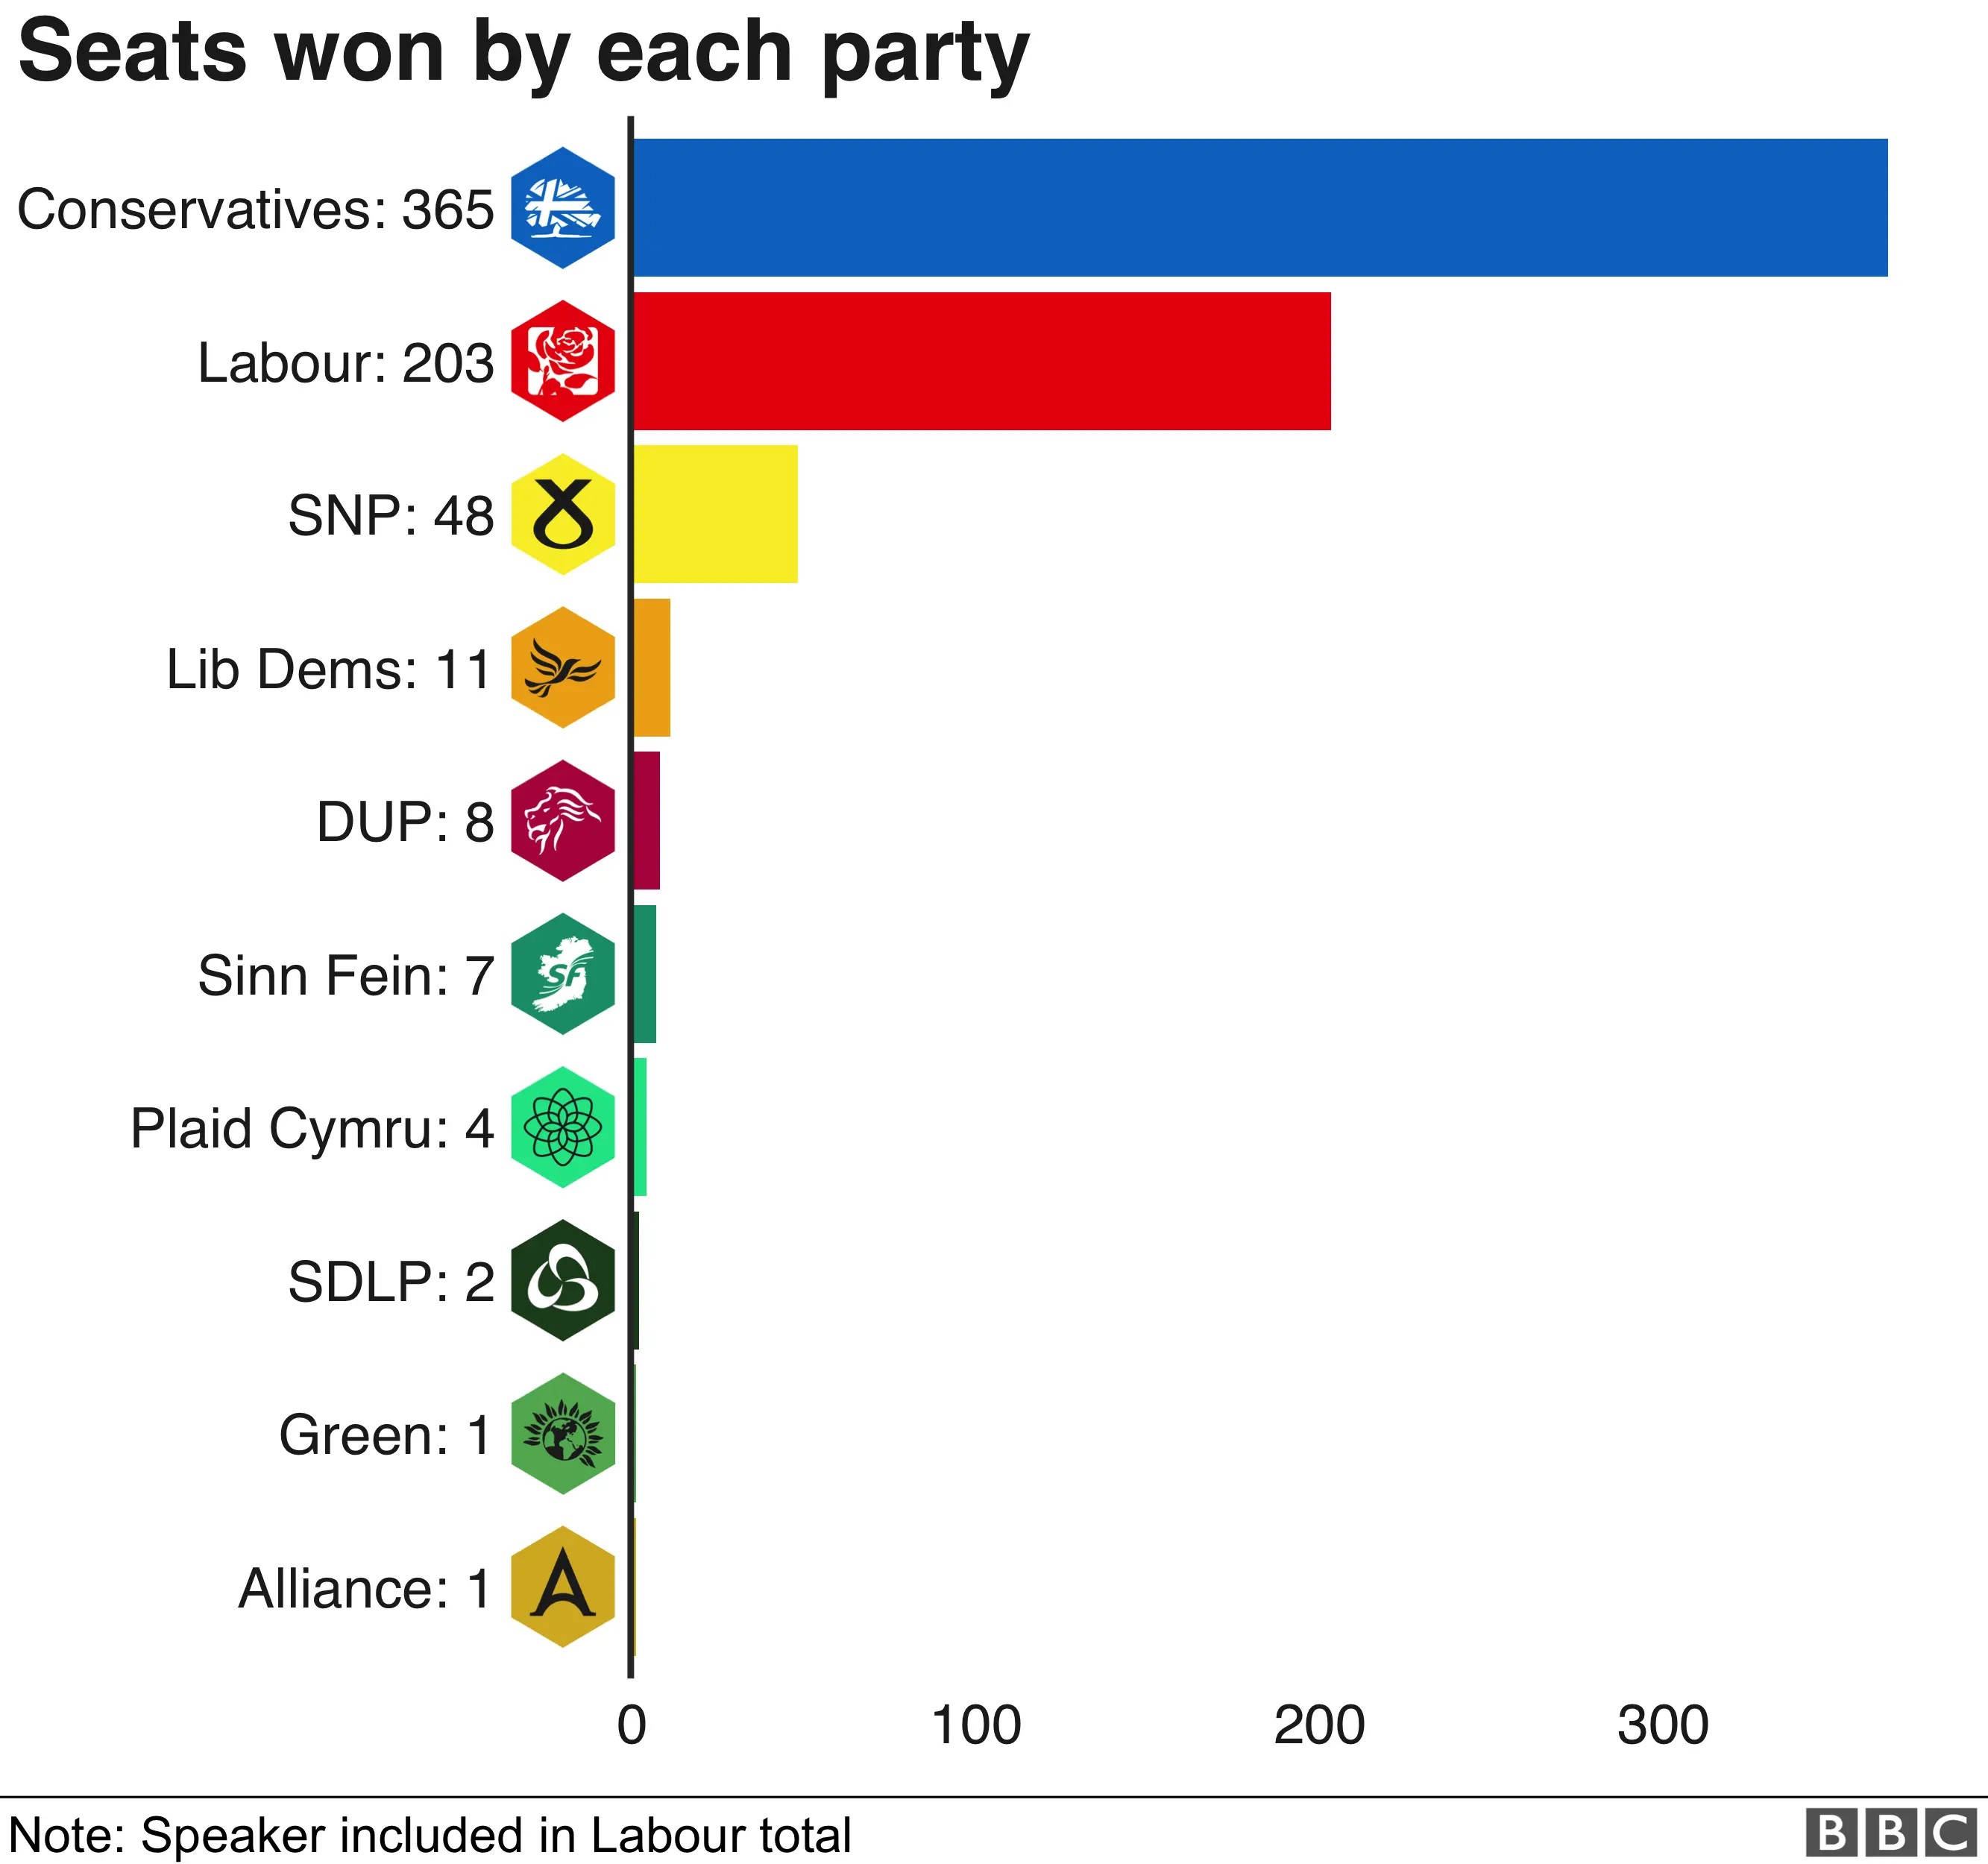 Seats won by each party
Conservatives: 365
Labour: 203
SNP: 48
Lib Dems: 11
DUP: 8
Sinn Fein: 7
SF
Plaid Cymru: 4
SDLP: 2
Green: 1
Alliance: 1
A
0 100 200 300
Note: Speaker included in Labour total
BBC